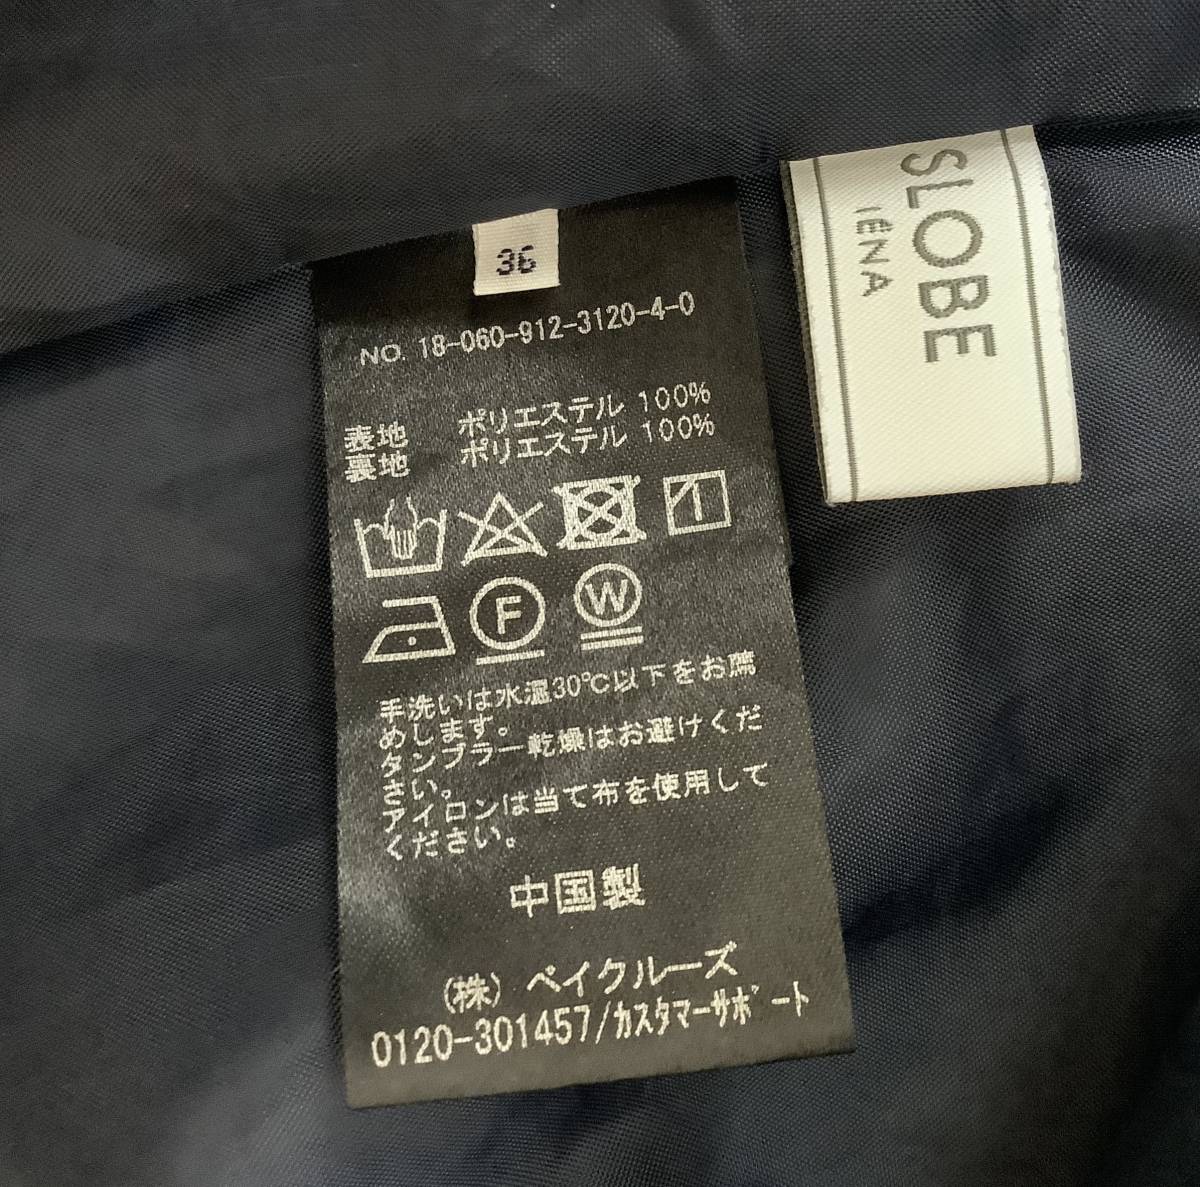 36
NO. 18-060-912-3120-4-0
表地 ポリエステル 100%
裏地 ポリエステル 100%
F W
手洗いは水温30℃以下をお薦
めします。
タンブラー乾燥はお避けくだ
さい。
アイロンは当て布を使用して
ください。
中国製
(株) ベイクルーズ
0120-301457/カスタマーサポート
SLOBE
IÉNA